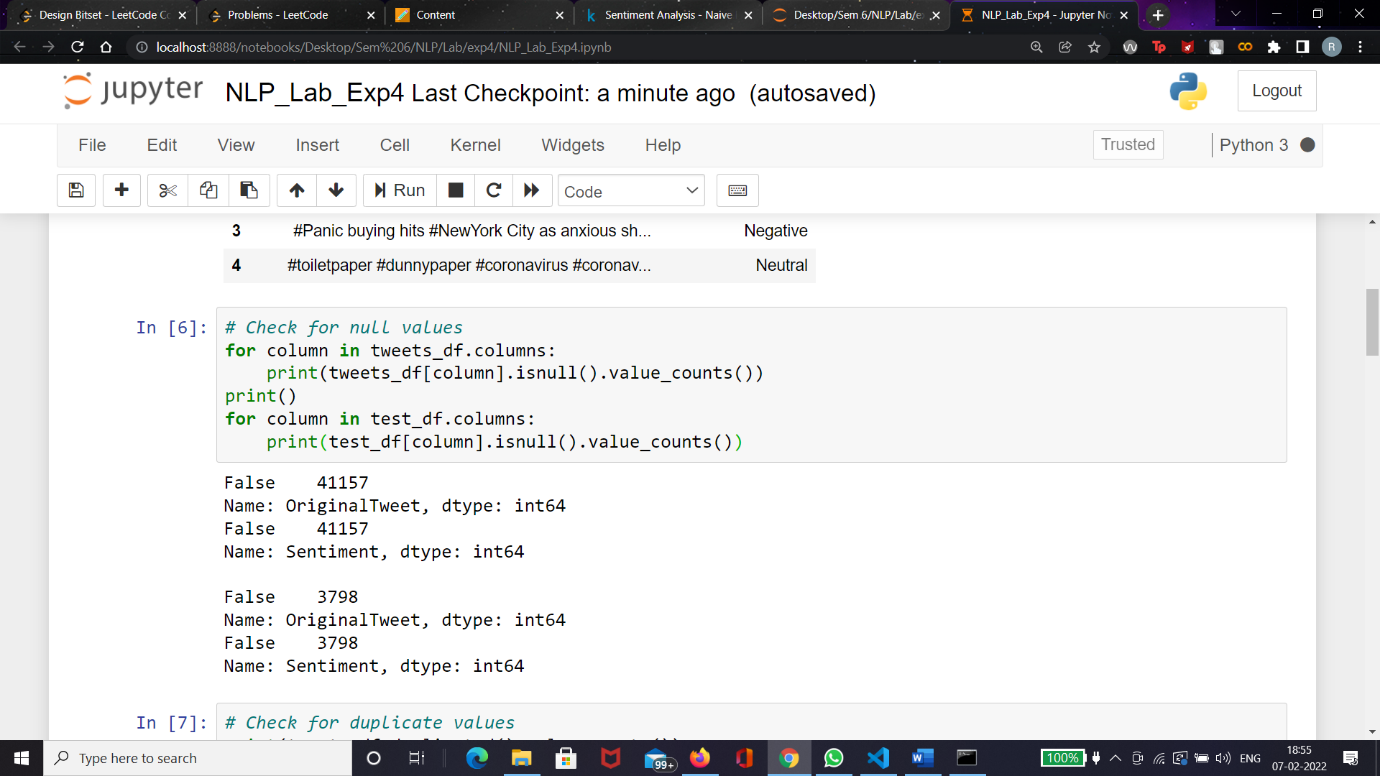 Design Bitset - LeetCode Co
Problems - LeetCode
Content
Sentiment Analysis - Naive
Desktop/Sem 6/NLP/Lab/e
NLP_Lab_Exp4 - Jupyter No
localhost:8888/notebooks/Desktop/Sem%206/NLP/Lab/exp4/NLP_Lab_Exp4.ipynb
Tp
R
jupyter NLP_Lab_Exp4 Last Checkpoint: a minute ago (autosaved)
Logout
File Edit View Insert Cell Kernel Widgets Help
Trusted
Python 3
Run
Code
3 #Panic buying hits #NewYork City as anxious sh... Negative
4 #toiletpaper #dunnypaper #coronavirus #coronav... Neutral
In [6]: # Check for null values
for column in tweets_df.columns:
    print(tweets_df[column].isnull().value_counts())
print()
for column in test_df.columns:
    print(test_df[column].isnull().value_counts())
False    41157
Name: OriginalTweet, dtype: int64
False    41157
Name: Sentiment, dtype: int64
False    3798
Name: OriginalTweet, dtype: int64
False    3798
Name: Sentiment, dtype: int64
In [7]: # Check for duplicate values
Type here to search
99+
100%
ENG
18:55
07-02-2022